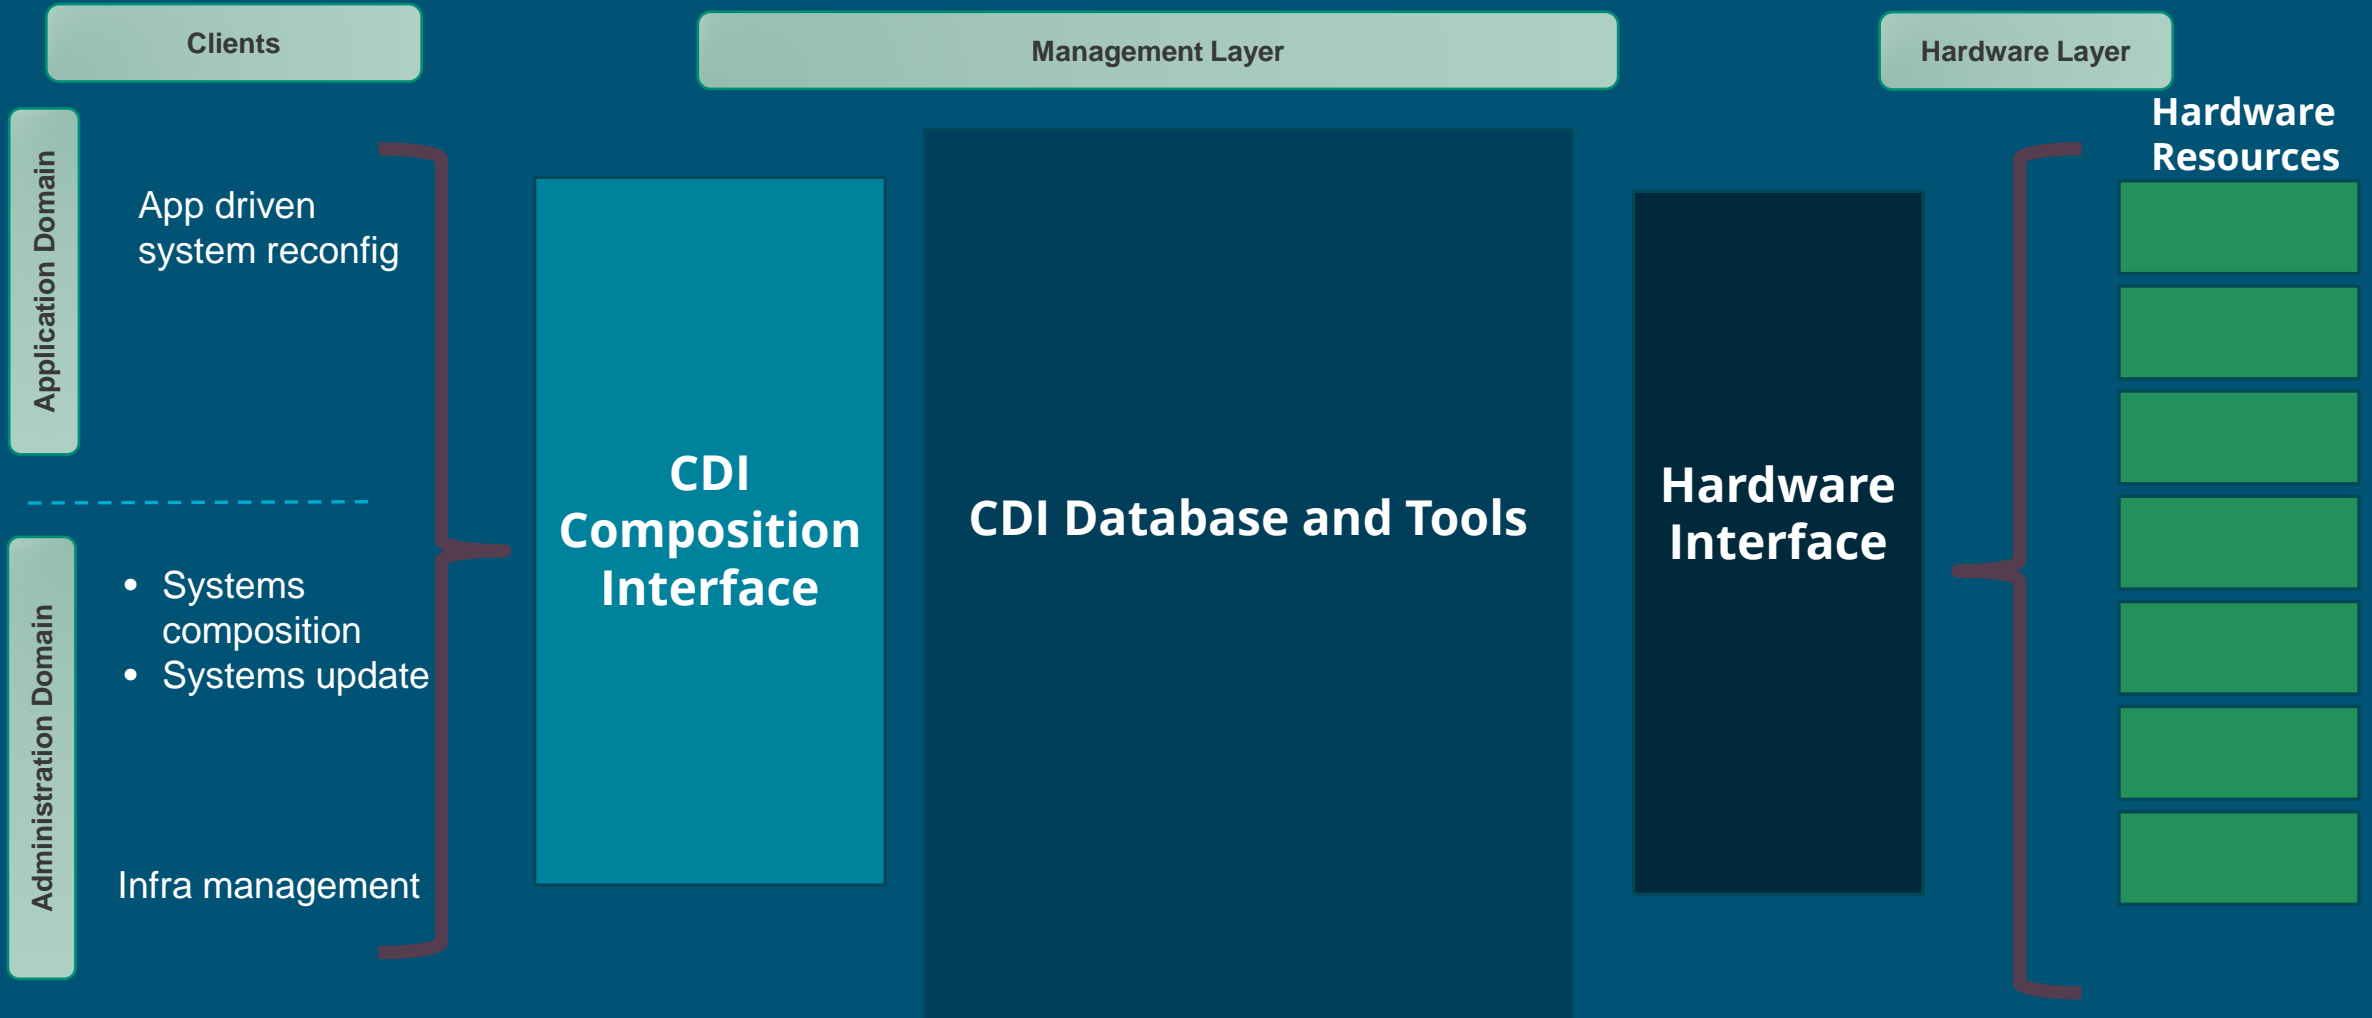 Clients
Management Layer
Hardware Layer
Application Domain
App driven
system reconfig
Administration Domain
• Systems
composition
• Systems update
Infra management
CDI
Composition
Interface
CDI Database and Tools
Hardware
Interface
Hardware
Resources